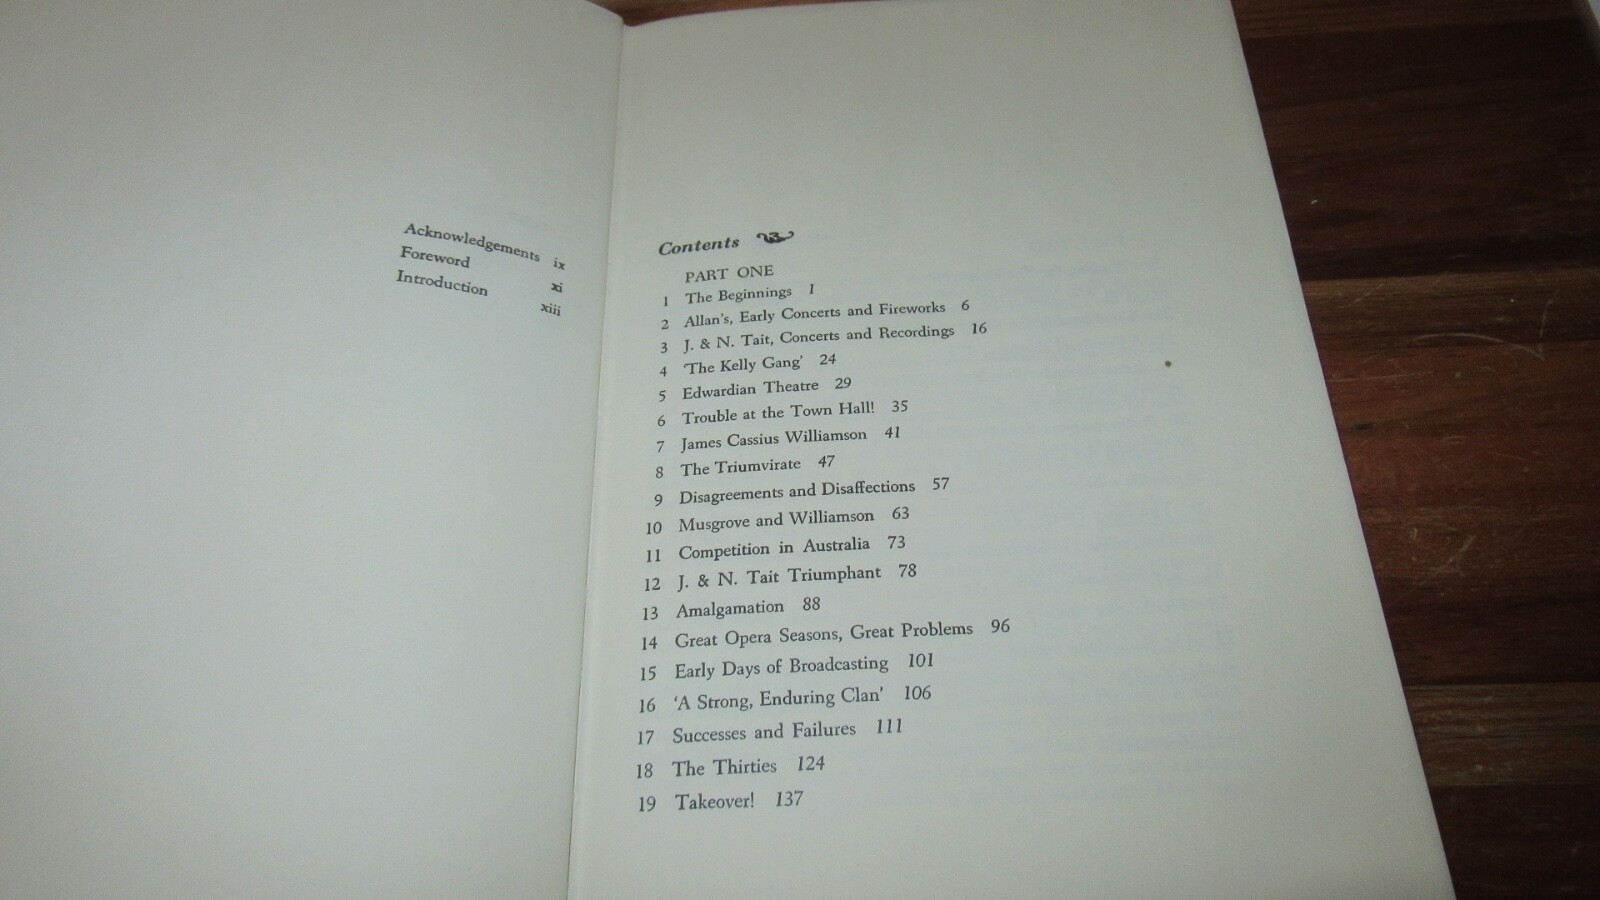 Acknowledgements ix
Foreword xi
Introduction xiii
Contents
PART ONE
1 The Beginnings 1
2 Allan's, Early Concerts and Fireworks 6
3 J. & N. Tait, Concerts and Recordings 16
4 'The Kelly Gang' 24
5 Edwardian Theatre 29
6 Trouble at the Town Hall! 35
7 James Cassius Williamson 41
8 The Triumvirate 47
9 Disagreements and Disaffections 57
10 Musgrove and Williamson 63
11 Competition in Australia 73
12 J. & N. Tait Triumphant 78
13 Amalgamation 88
14 Great Opera Seasons, Great Problems 96
15 Early Days of Broadcasting 101
16 'A Strong, Enduring Clan' 106
17 Successes and Failures 111
18 The Thirties 124
19 Takeover! 137